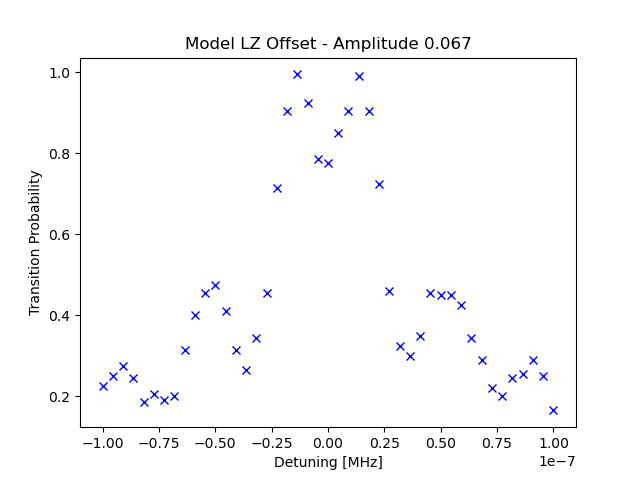 Model LZ Offset - Amplitude 0.067
Transition Probability
1.0
0.8
0.6
0.4
0.2
−1.00 −0.75 −0.50 −0.25 0.00 0.25 0.50 0.75 1.00
1e−7
Detuning [MHz]